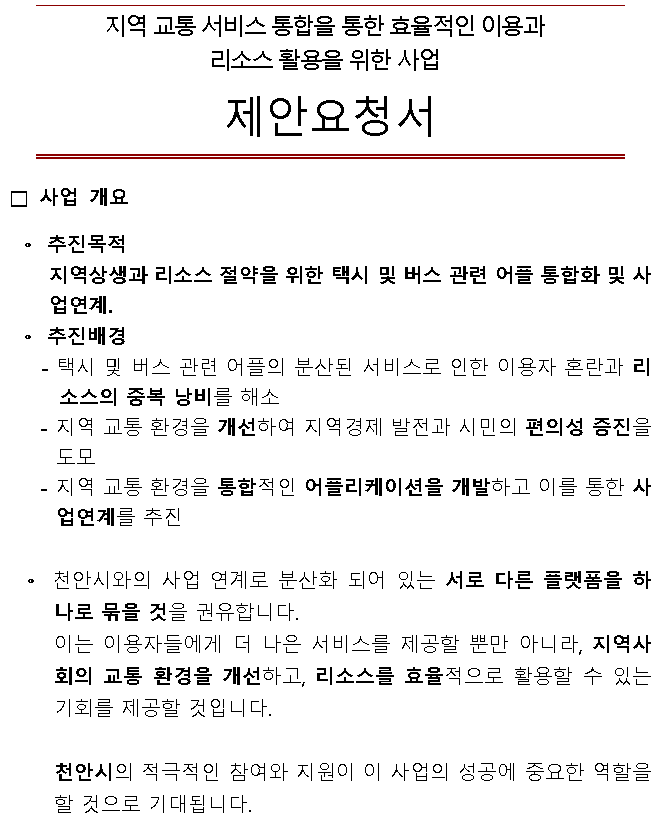 지역 교통 서비스 통합을 통한 효율적인 이용과
리소스 활용을 위한 사업
제안요청서
□ 사업 개요
• 추진목적
지역상생과 리소스 절약을 위한 택시 및 버스 관련 어플 통합화 및 사
업연계.
• 추진배경
- 택시 및 버스 관련 어플의 분산된 서비스로 인한 이용자 혼란과 리
소스의 중복 낭비를 해소
- 지역 교통 환경을 개선하여 지역경제 발전과 시민의 편의성 증진을
도모
- 지역 교통 환경을 통합적인 어플리케이션을 개발하고 이를 통한 사
업연계를 추진
• 천안시와의 사업 연계로 분산화 되어 있는 서로 다른 플랫폼을 하
나로 묶을 것을 권유합니다.
이는 이용자들에게 더 나은 서비스를 제공할 뿐만 아니라, 지역사
회의 교통 환경을 개선하고, 리소스를 효율적으로 활용할 수 있는
기회를 제공할 것입니다.
천안시의 적극적인 참여와 지원이 이 사업의 성공에 중요한 역할을
할 것으로 기대됩니다.